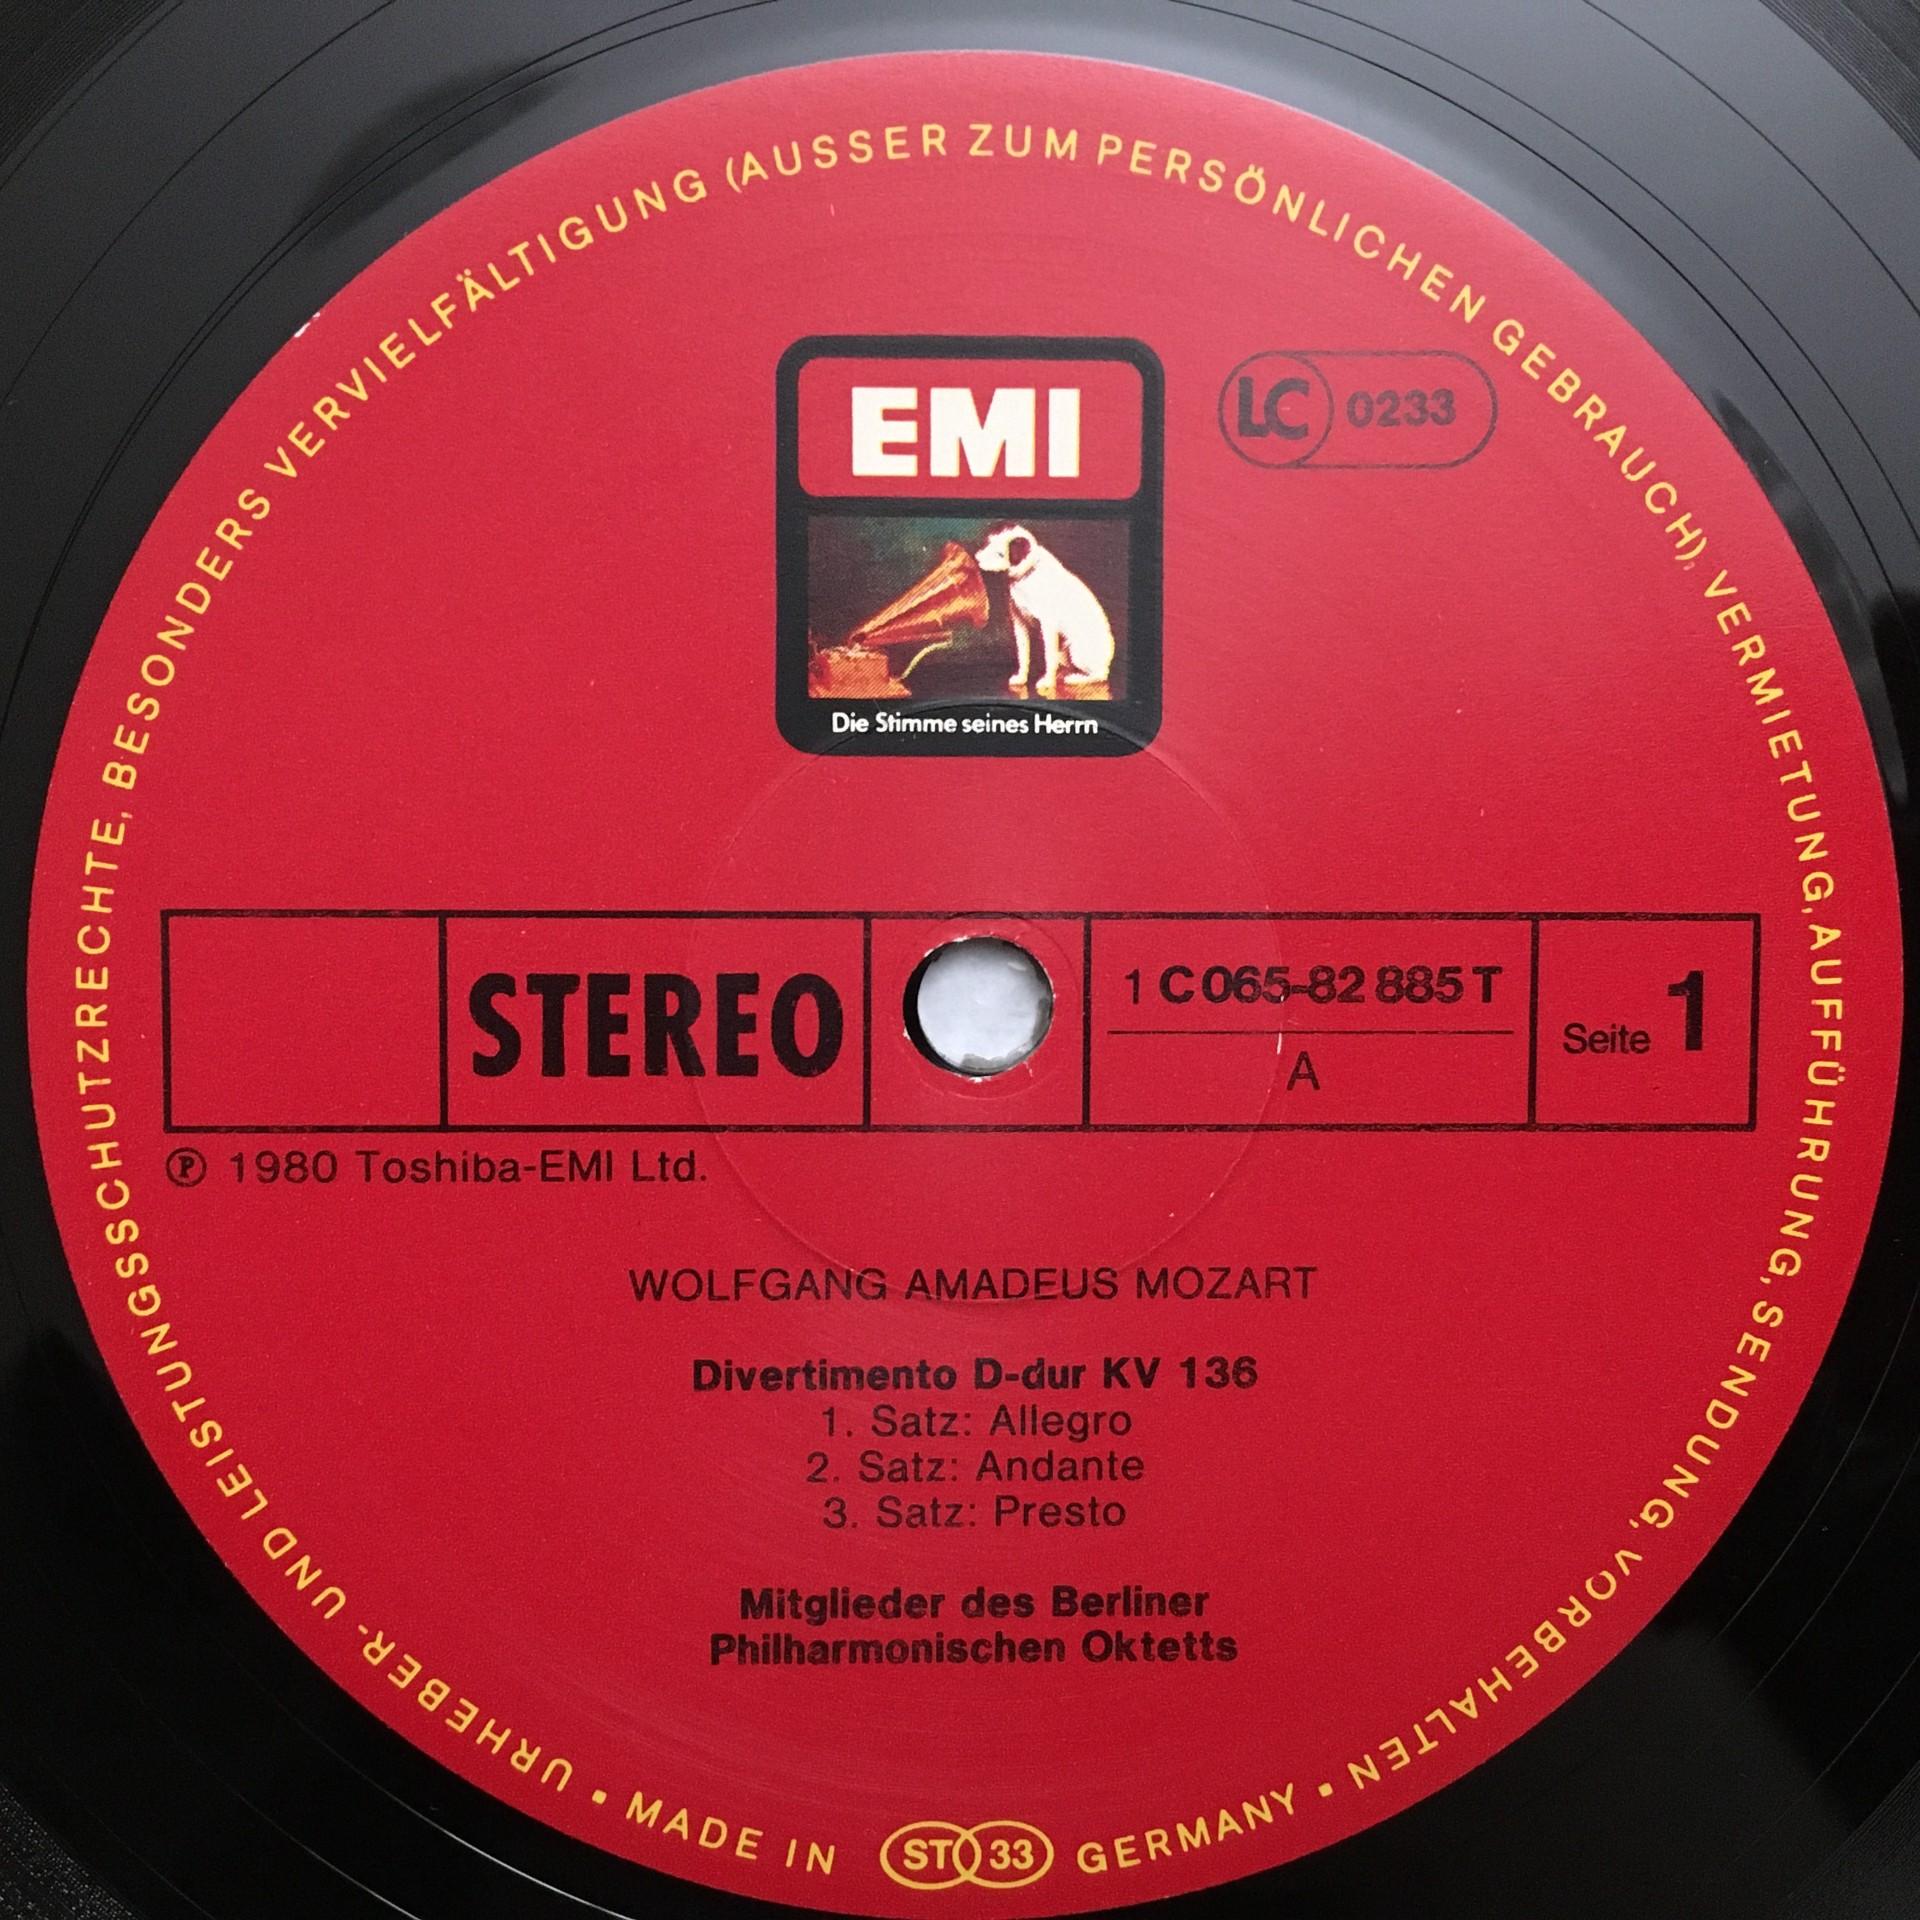 URHEBER- UND LEISTUNGSSCHUTZRECHTE, BESONDERS VERVIELFÄLTIGUNG (AUSSER ZUM PERSÖNLICHEN GEBRAUCH), VERMIETUNG, AUFFÜHRUNG, SENDUNG, VORBEHALTEN •
EMI
LC 0233
Die Stimme seines Herrn
STEREO
1 C 065-82 885 T
A
Seite 1
℗ 1980 Toshiba-EMI Ltd.
WOLFGANG AMADEUS MOZART
Divertimento D-dur KV 136
1. Satz: Allegro
2. Satz: Andante
3. Satz: Presto
Mitglieder des Berliner
Philharmonischen Oktetts
• MADE IN ST 33 GERMANY